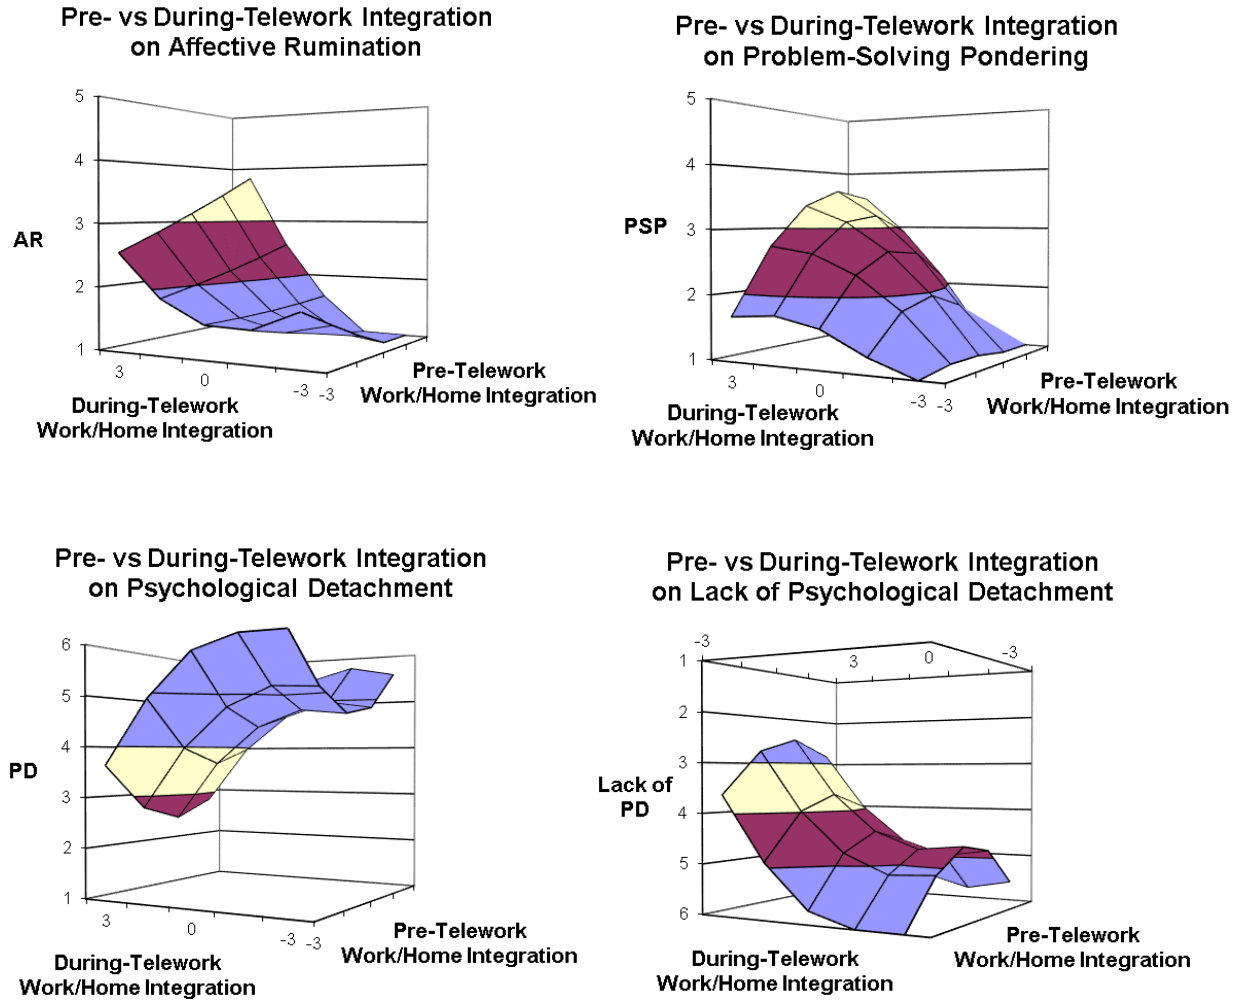 Pre- vs During-Telework Integration
on Affective Rumination
5
4
3
2
1
AR
3
0
-3
-3
During-Telework
Work/Home Integration
Pre-Telework
Work/Home Integration
Pre- vs During-Telework Integration
on Problem-Solving Pondering
5
4
3
2
1
PSP
3
0
-3
-3
During-Telework
Work/Home Integration
Pre-Telework
Work/Home Integration
Pre- vs During-Telework Integration
on Psychological Detachment
6
5
4
3
2
1
PD
3
0
-3
-3
During-Telework
Work/Home Integration
Pre-Telework
Work/Home Integration
Pre- vs During-Telework Integration
on Lack of Psychological Detachment
-3
3
0
-3
1
2
3
4
5
6
Lack of
PD
During-Telework
Work/Home Integration
Pre-Telework
Work/Home Integration